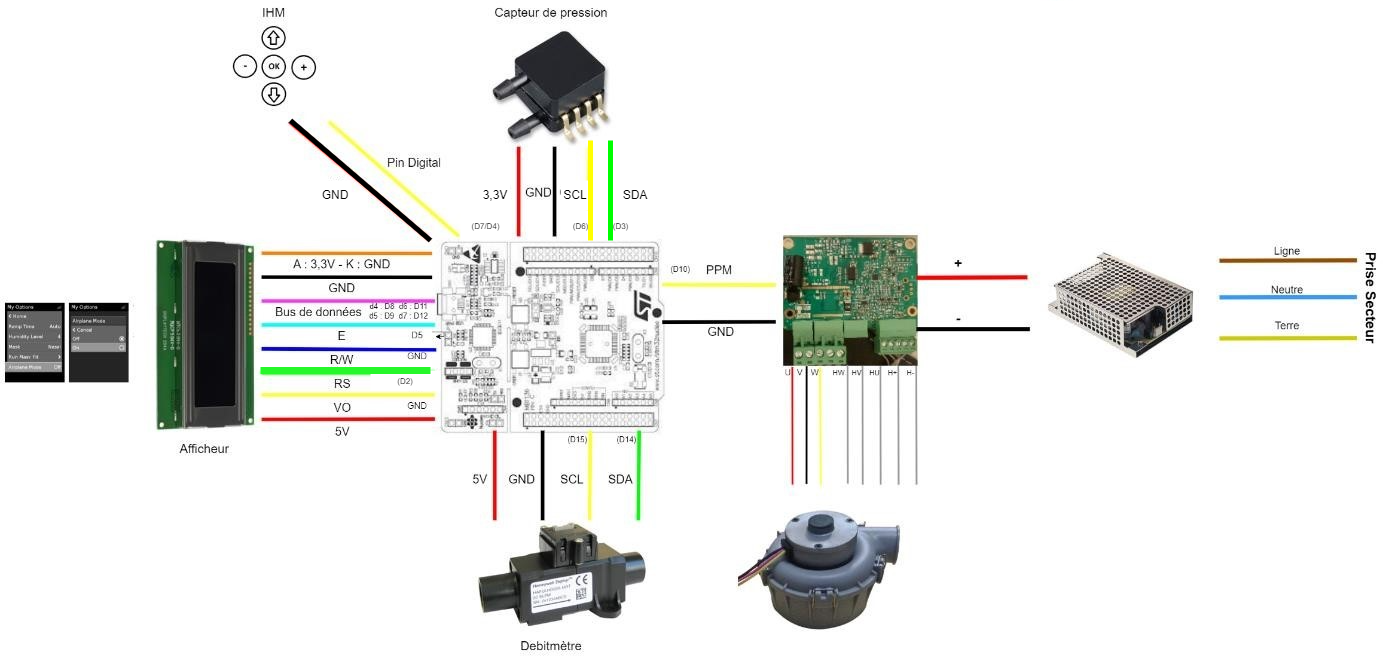 IHM
-
OK
+
Capteur de pression
Pin Digital
GND
3,3V
GND
SCL
SDA
(D7/D4)
(D6)
(D3)
A : 3,3V - K : GND
GND
Bus de données
d4 : D8 d6 : D11
d5 : D9 d7 : D12
E
D5
R/W
GND
RS
(D2)
VO
GND
5V
Afficheur
My Options
< Home
Ramp Time Auto
Humidity Level 4
Mask Nasal
Run Mask Fit >
Airplane Mode Off
My Options
Airplane Mode
< Cancel
Off
On
(D10)
PPM
GND
+
-
U
V
W
HW
HV
HU
H+
H-
Ligne
Neutre
Terre
Prise Secteur
(D15)
(D14)
5V
GND
SCL
SDA
Honeywell Zephyr™
CE
Debitmètre